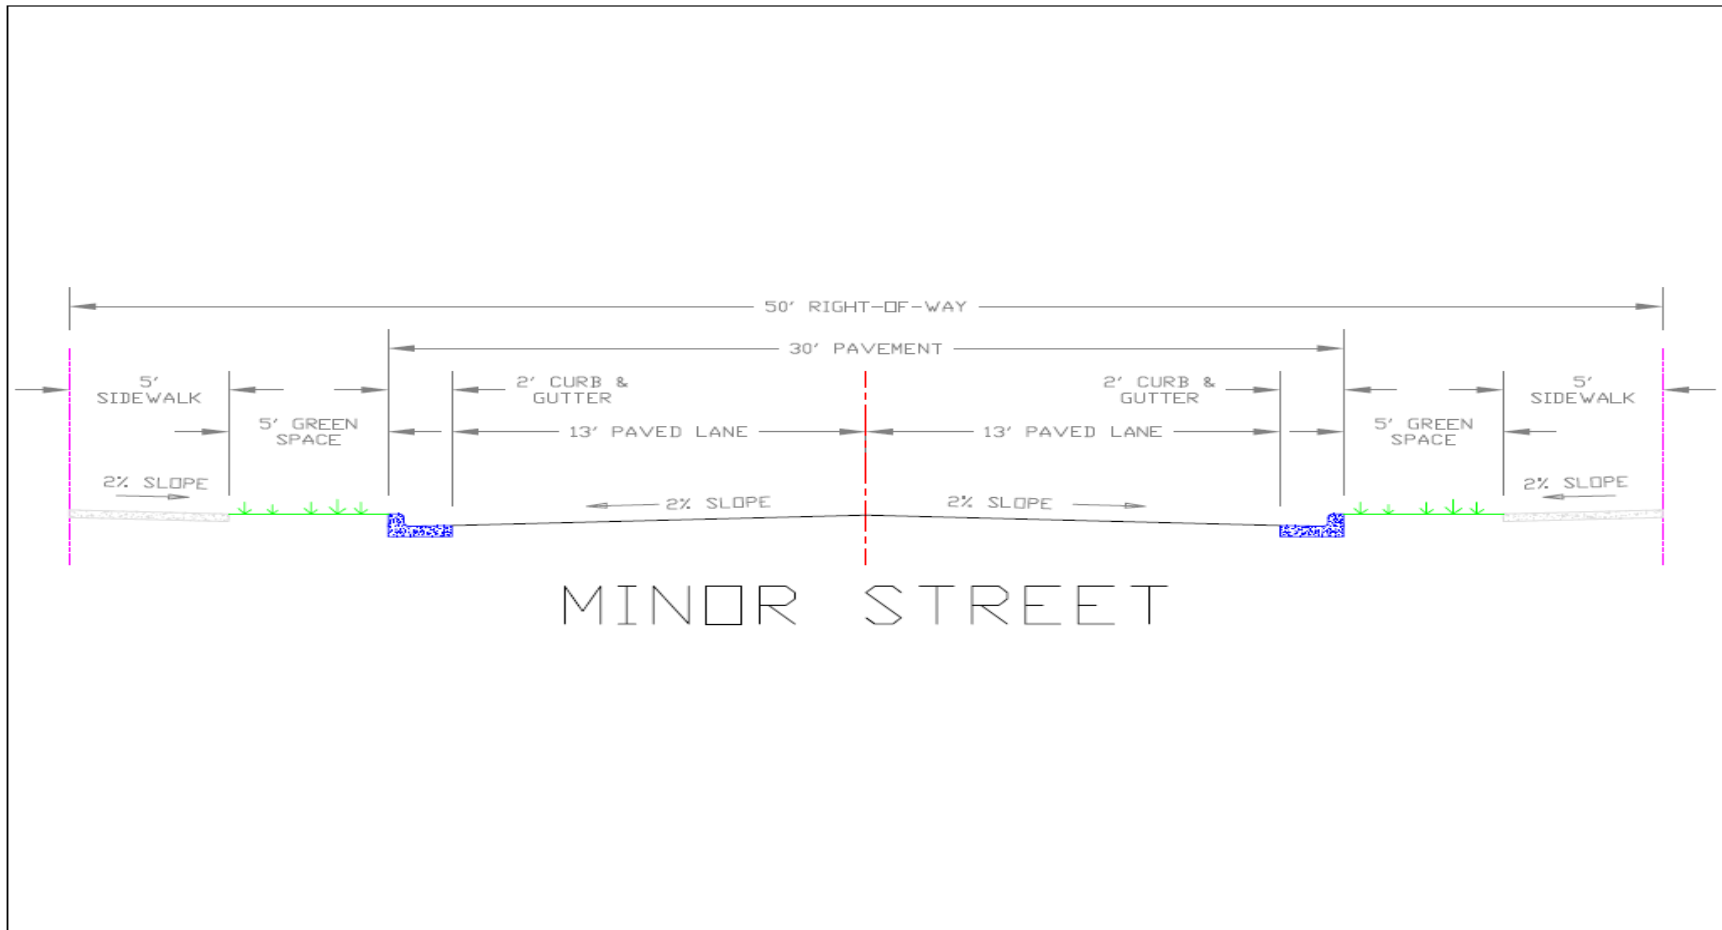 50' RIGHT-OF-WAY
30' PAVEMENT
5'
SIDEWALK
2' CURB &
GUTTER
2' CURB &
GUTTER
5'
SIDEWALK
5' GREEN
SPACE
13' PAVED LANE
13' PAVED LANE
5' GREEN
SPACE
2% SLOPE
2% SLOPE
2% SLOPE
2% SLOPE
MINOR STREET